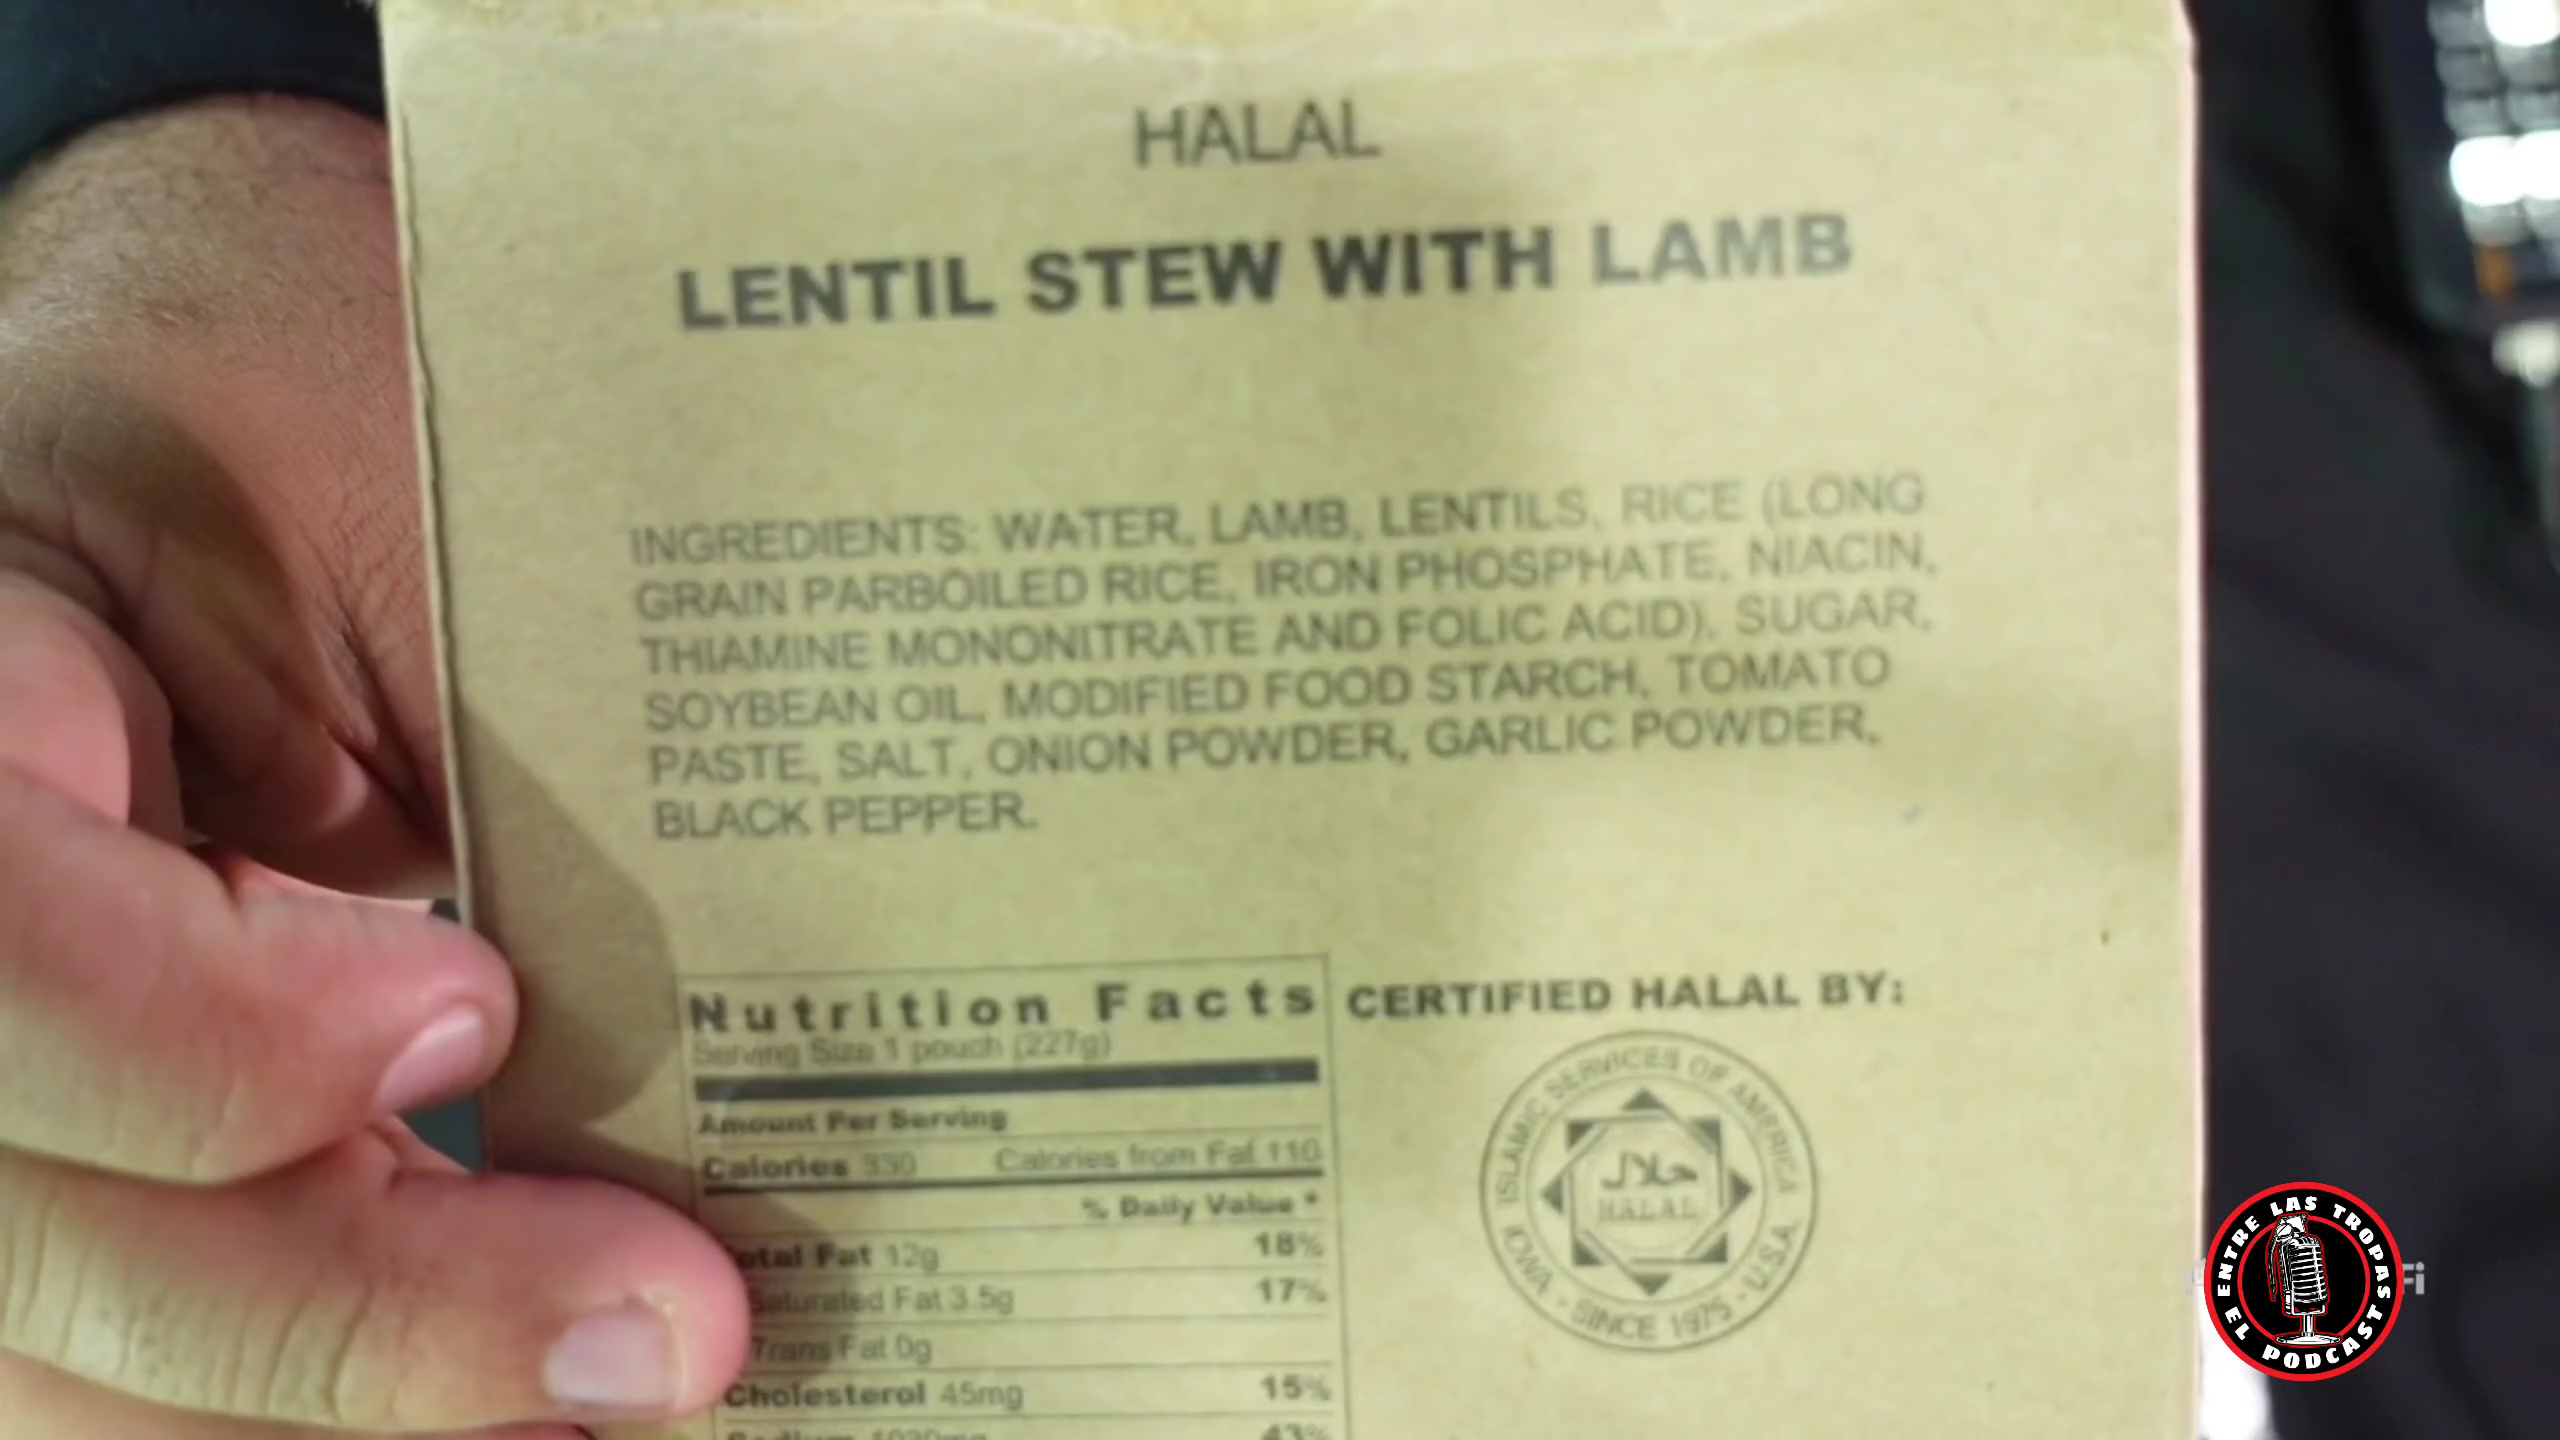 HALAL
LENTIL STEW WITH LAMB
INGREDIENTS: WATER, LAMB, LENTILS, RICE (LONG
GRAIN PARBOILED RICE, IRON PHOSPHATE, NIACIN,
THIAMINE MONONITRATE AND FOLIC ACID), SUGAR,
SOYBEAN OIL, MODIFIED FOOD STARCH, TOMATO
PASTE, SALT, ONION POWDER, GARLIC POWDER,
BLACK PEPPER.
Nutrition Facts
Serving Size 1 pouch (227g)
Amount Per Serving
Calories 330 Calories from Fat 110
% Daily Value *
Total Fat 12g 18%
Saturated Fat 3.5g 17%
Trans Fat 0g
Cholesterol 45mg 15%
43%
CERTIFIED HALAL BY:
ISLAMIC SERVICES OF AMERICA
حلال
HALAL
IOWA - SINCE 1975 - U.S.A.
ENTRE LAS TROPAS
EL PODCASTS